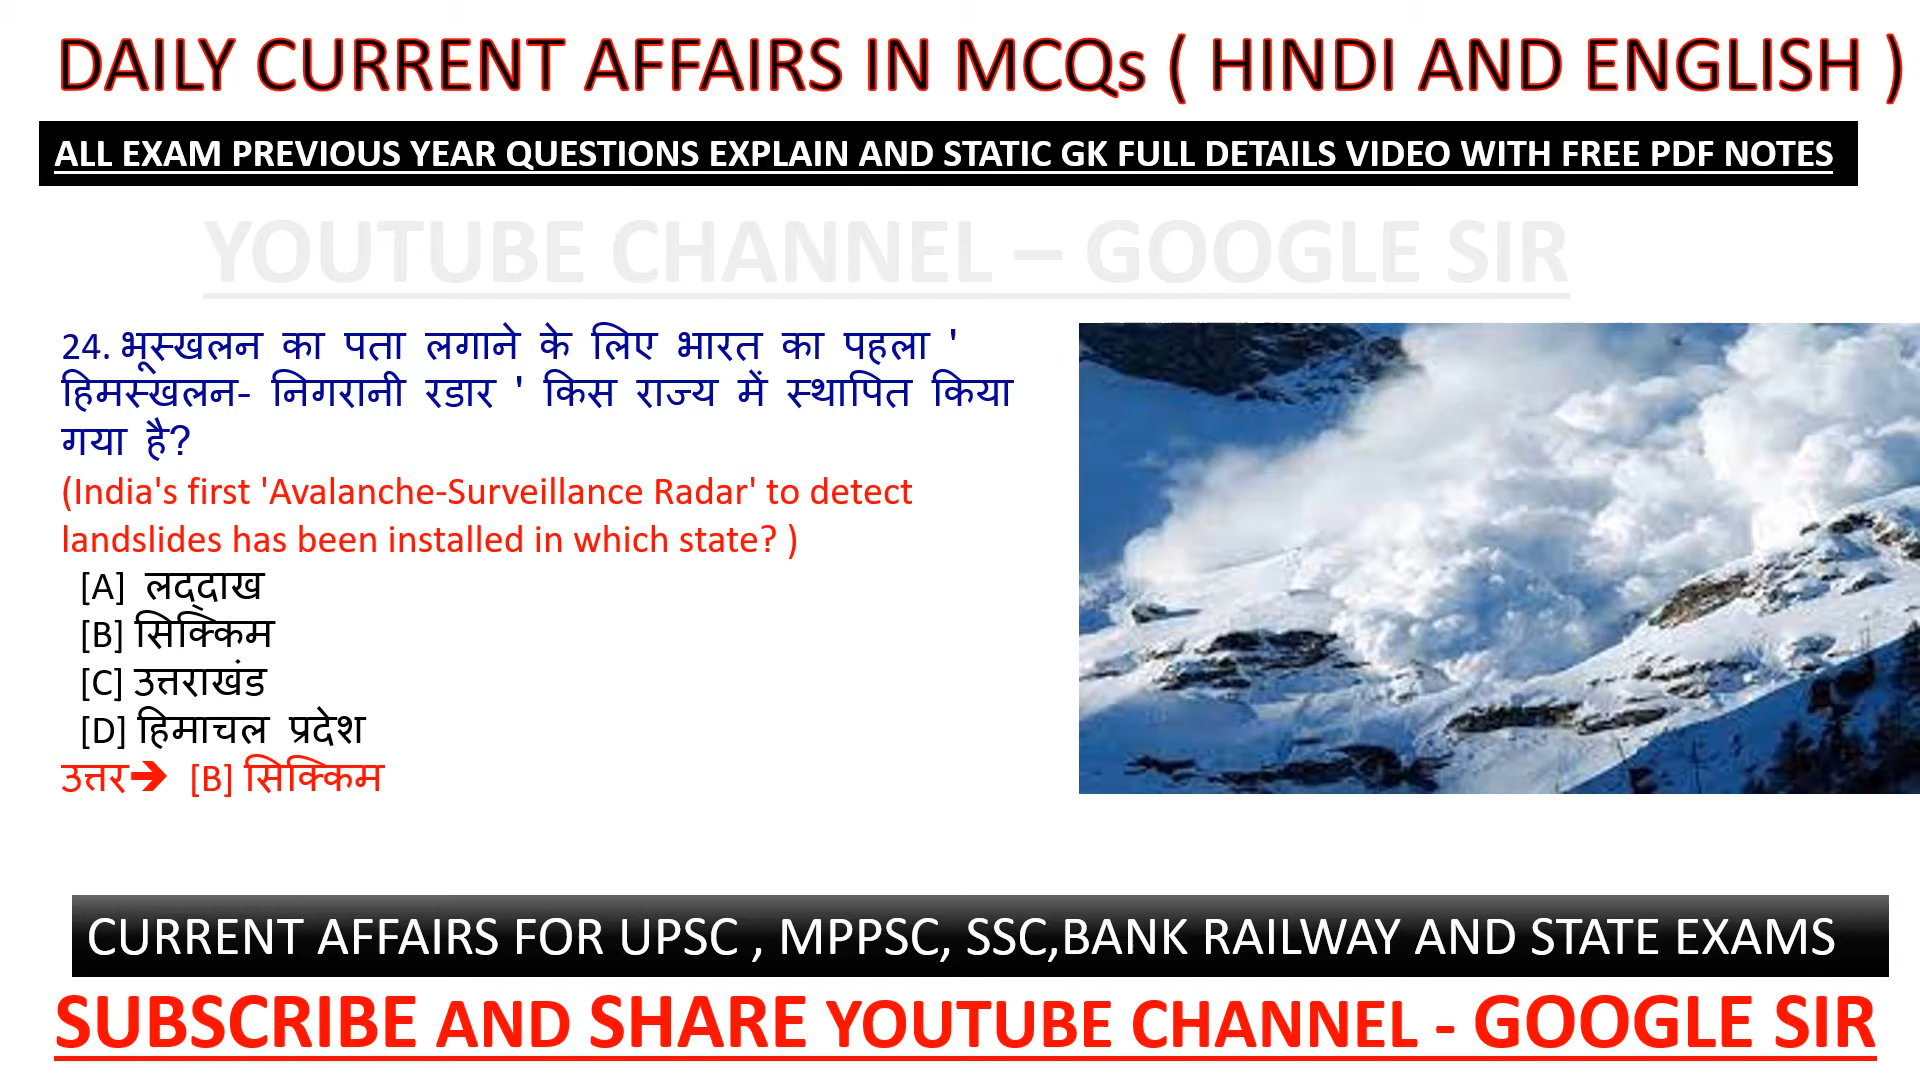 DAILY CURRENT AFFAIRS IN MCQs ( HINDI AND ENGLISH )
ALL EXAM PREVIOUS YEAR QUESTIONS EXPLAIN AND STATIC GK FULL DETAILS VIDEO WITH FREE PDF NOTES
YOUTUBE CHANNEL – GOOGLE SIR
24. भूस्खलन का पता लगाने के लिए भारत का पहला '
हिमस्खलन- निगरानी रडार ' किस राज्य में स्थापित किया
गया है?
(India's first 'Avalanche-Surveillance Radar' to detect
landslides has been installed in which state? )
[A] लद्दाख
[B] सिक्किम
[C] उत्तराखंड
[D] हिमाचल प्रदेश
उत्तर➔ [B] सिक्किम
CURRENT AFFAIRS FOR UPSC , MPPSC, SSC,BANK RAILWAY AND STATE EXAMS
SUBSCRIBE AND SHARE YOUTUBE CHANNEL - GOOGLE SIR